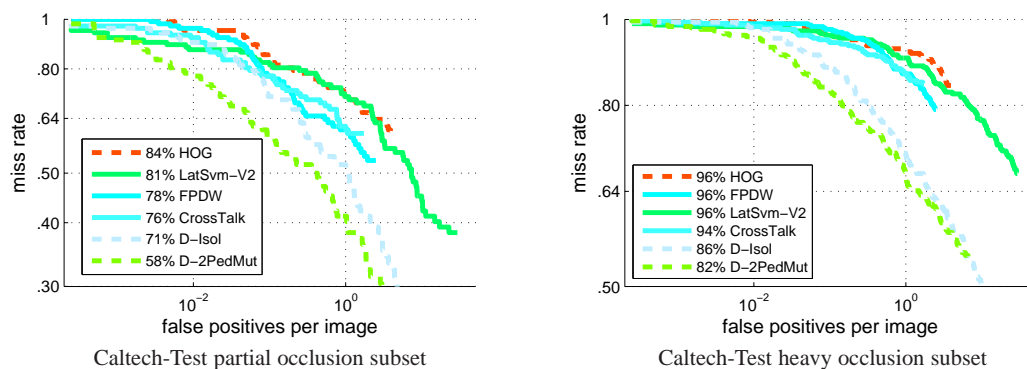 miss rate
1
.80
.64
.50
.40
.30
84% HOG
81% LatSvm-V2
78% FPDW
76% CrossTalk
71% D-Isol
58% D-2PedMut
10^-2
10^0
false positives per image
Caltech-Test partial occlusion subset
miss rate
1
.80
.64
.50
96% HOG
96% FPDW
96% LatSvm-V2
94% CrossTalk
86% D-Isol
82% D-2PedMut
10^-2
10^0
false positives per image
Caltech-Test heavy occlusion subset